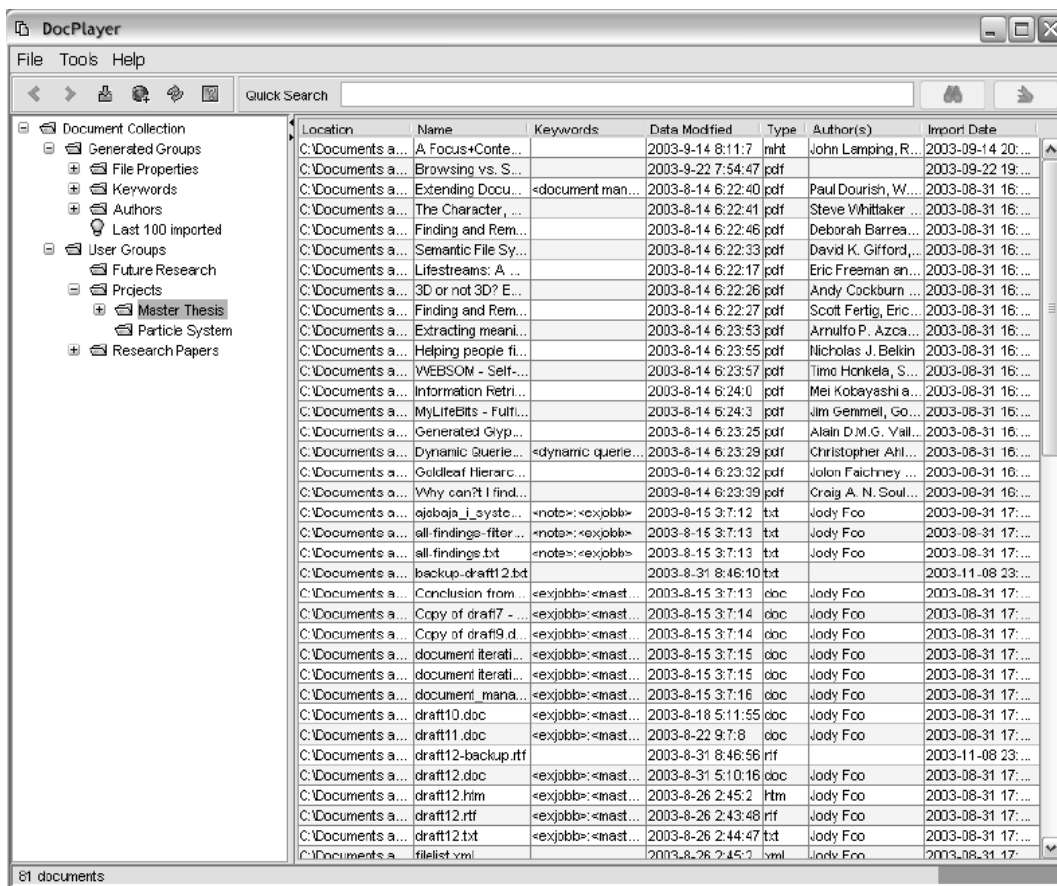 DocPlayer
File Tools Help
Quick Search
Document Collection
Generated Groups
File Properties
Keywords
Authors
Last 100 imported
User Groups
Future Research
Projects
Master Thesis
Particle System
Research Papers
Location Name Keywords Data Modified Type Author(s) Import Date
C:\Documents a... A Focus+Conte... 2003-9-14 8:11:7 mht John Lamping, R... 2003-09-14 20:...
C:\Documents a... Browsing vs. S... 2003-9-22 7:54:47 pdf 2003-09-22 19:...
C:\Documents a... Extending Docu... <document man... 2003-8-14 6:22:40 pdf Paul Dourish, W... 2003-08-31 16:...
C:\Documents a... The Character, ... 2003-8-14 6:22:41 pdf Steve Whittaker ... 2003-08-31 16:...
C:\Documents a... Finding and Rem... 2003-8-14 6:22:46 pdf Deborah Barrea... 2003-08-31 16:...
C:\Documents a... Semantic File Sy... 2003-8-14 6:22:33 pdf David K. Gifford,... 2003-08-31 16:...
C:\Documents a... Lifestreams: A ... 2003-8-14 6:22:17 pdf Eric Freeman an... 2003-08-31 16:...
C:\Documents a... 3D or not 3D? E... 2003-8-14 6:22:26 pdf Andy Cockburn ... 2003-08-31 16:...
C:\Documents a... Finding and Rem... 2003-8-14 6:22:27 pdf Scott Fertig, Eric... 2003-08-31 16:...
C:\Documents a... Extracting meani... 2003-8-14 6:23:53 pdf Arnulfo P. Azca... 2003-08-31 16:...
C:\Documents a... Helping people fi... 2003-8-14 6:23:55 pdf Nicholas J. Belkin 2003-08-31 16:...
C:\Documents a... WEBSOM - Self-... 2003-8-14 6:23:57 pdf Timo Honkela, S... 2003-08-31 16:...
C:\Documents a... Information Retri... 2003-8-14 6:24:0 pdf Mei Kobayashi a... 2003-08-31 16:...
C:\Documents a... MyLifeBits - Fulfi... 2003-8-14 6:24:3 pdf Jim Gemmell, Go... 2003-08-31 16:...
C:\Documents a... Generated Glyp... 2003-8-14 6:23:25 pdf Alain D.M.G. Vail... 2003-08-31 16:...
C:\Documents a... Dynamic Querie... <dynamic querie... 2003-8-14 6:23:29 pdf Christopher Ahl... 2003-08-31 16:...
C:\Documents a... Goldleaf Hierarc... 2003-8-14 6:23:32 pdf Jolon Faichney ... 2003-08-31 16:...
C:\Documents a... Why can?t I find... 2003-8-14 6:23:39 pdf Craig A. N. Soul... 2003-08-31 16:...
C:\Documents a... ajabaja_i_syste... <note>:<exjobb> 2003-8-15 3:7:12 txt Jody Foo 2003-08-31 17:...
C:\Documents a... all-findings-filter... <note>:<exjobb> 2003-8-15 3:7:13 txt Jody Foo 2003-08-31 17:...
C:\Documents a... all-findings.txt <note>:<exjobb> 2003-8-15 3:7:13 txt Jody Foo 2003-08-31 17:...
C:\Documents a... backup-draft12.txt 2003-8-31 8:46:10 txt 2003-11-08 23:...
C:\Documents a... Conclusion from... <exjobb>:<mast... 2003-8-15 3:7:13 doc Jody Foo 2003-08-31 17:...
C:\Documents a... Copy of draft7 - ... <exjobb>:<mast... 2003-8-15 3:7:14 doc Jody Foo 2003-08-31 17:...
C:\Documents a... Copy of draft9.d... <exjobb>:<mast... 2003-8-15 3:7:14 doc Jody Foo 2003-08-31 17:...
C:\Documents a... document iterati... <exjobb>:<mast... 2003-8-15 3:7:15 doc Jody Foo 2003-08-31 17:...
C:\Documents a... document iterati... <exjobb>:<mast... 2003-8-15 3:7:15 doc Jody Foo 2003-08-31 17:...
C:\Documents a... document_mana... <exjobb>:<mast... 2003-8-15 3:7:16 doc Jody Foo 2003-08-31 17:...
C:\Documents a... draft10.doc <exjobb>:<mast... 2003-8-18 5:11:55 doc Jody Foo 2003-08-31 17:...
C:\Documents a... draft11.doc <exjobb>:<mast... 2003-8-22 9:7:8 doc Jody Foo 2003-08-31 17:...
C:\Documents a... draft12-backup.rtf 2003-8-31 8:46:56 rtf 2003-11-08 23:...
C:\Documents a... draft12.doc <exjobb>:<mast... 2003-8-31 5:10:16 doc Jody Foo 2003-08-31 17:...
C:\Documents a... draft12.htm <exjobb>:<mast... 2003-8-26 2:45:2 htm Jody Foo 2003-08-31 17:...
C:\Documents a... draft12.rtf <exjobb>:<mast... 2003-8-26 2:43:48 rtf Jody Foo 2003-08-31 17:...
C:\Documents a... draft12.txt <exjobb>:<mast... 2003-8-26 2:44:47 txt Jody Foo 2003-08-31 17:...
C:\Documents a... filelist.xml 2003-8-26 2:45:2 xml Jody Foo 2003-08-31 17:...
81 documents